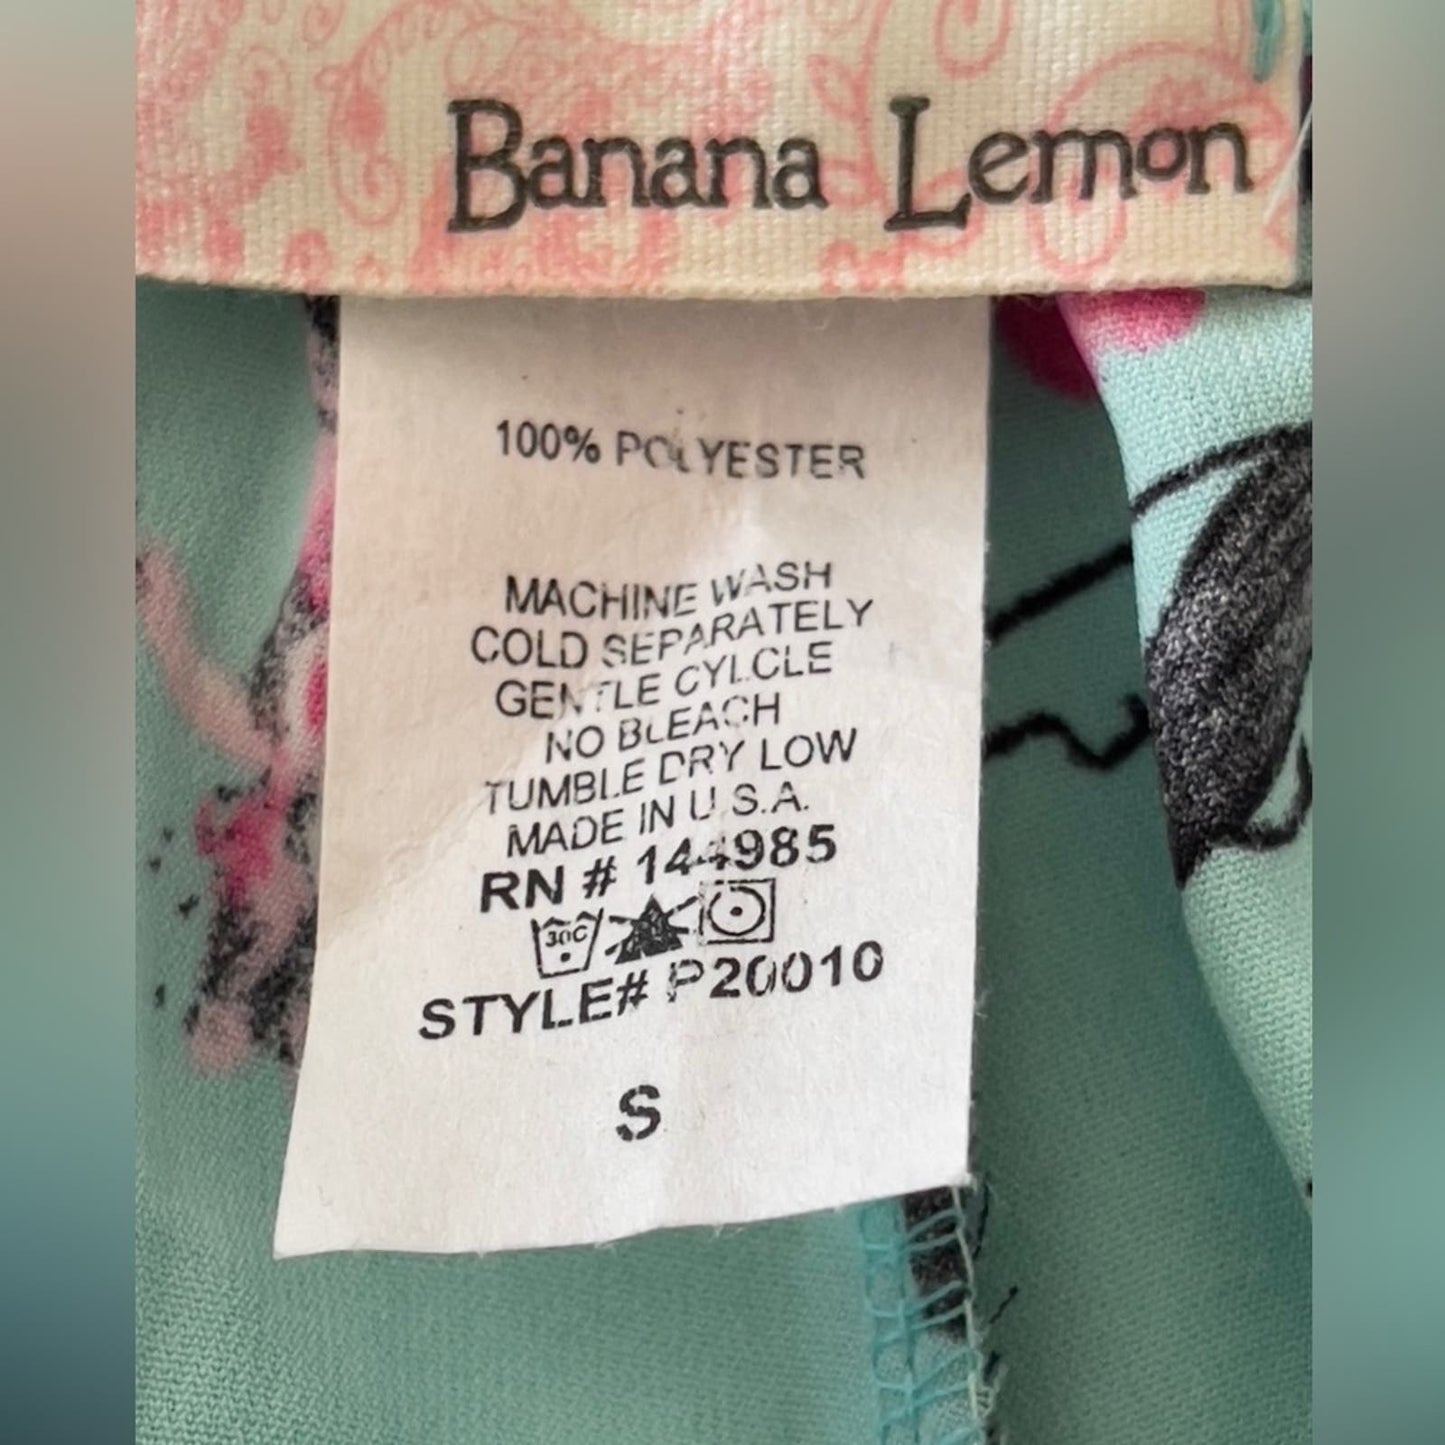 Banana Lemon
100% POLYESTER
MACHINE WASH
COLD SEPARATELY
GENTLE CYLCLE
NO BLEACH
TUMBLE DRY LOW
MADE IN U.S.A.
RN # 144985
30C
STYLE# P20010
S